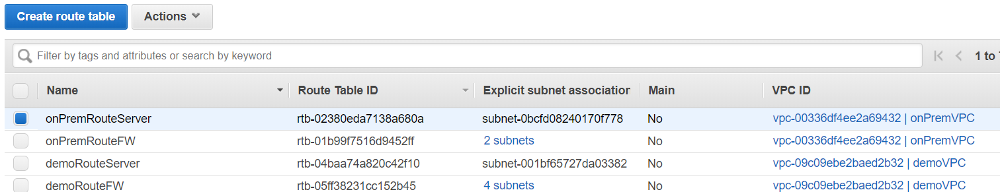 Create route table Actions
Filter by tags and attributes or search by keyword 1 to
Name Route Table ID Explicit subnet association Main VPC ID
onPremRouteServer rtb-02380eda7138a680a subnet-0bcfd08240170f778 No vpc-00336df4ee2a69432 | onPremVPC
onPremRouteFW rtb-01b99f7516d9452ff 2 subnets No vpc-00336df4ee2a69432 | onPremVPC
demoRouteServer rtb-04baa74a820c42f10 subnet-001bf65727da03382 No vpc-09c09ebe2baed2b32 | demoVPC
demoRouteFW rtb-05ff38231cc152b45 4 subnets No vpc-09c09ebe2baed2b32 | demoVPC